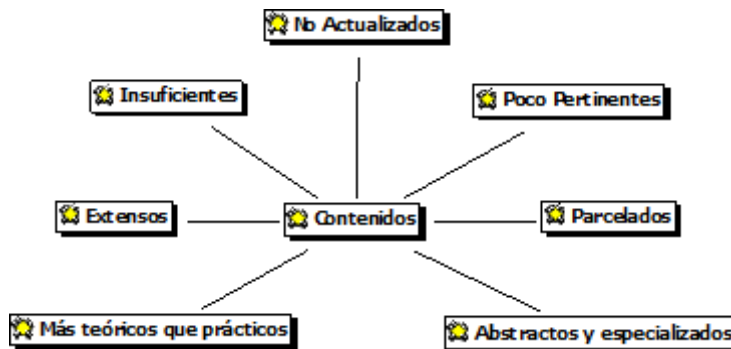 No Actualizados
Insuficientes
Poco Pertinentes
Extensos
Contenidos
Parcelados
Más teóricos que prácticos
Abstractos y especializados